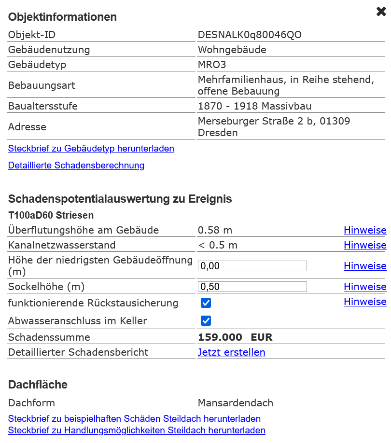 Objektinformationen
Objekt-ID DESNALK0q80046QO
Gebäudenutzung Wohngebäude
Gebäudetyp MRO3
Bebauungsart Mehrfamilienhaus, in Reihe stehend, offene Bebauung
Baualtersstufe 1870 - 1918 Massivbau
Adresse Merseburger Straße 2 b, 01309 Dresden
Steckbrief zu Gebäudetyp herunterladen
Detaillierte Schadensberechnung
Schadenspotentialauswertung zu Ereignis
T100aD60 Striesen
Überflutungshöhe am Gebäude 0.58 m Hinweise
Kanalnetzwasserstand < 0.5 m Hinweise
Höhe der niedrigsten Gebäudeöffnung (m) 0,00 Hinweise
Sockelhöhe (m) 0,50 Hinweise
funktionierende Rückstausicherung Hinweise
Abwasseranschluss im Keller
Schadenssumme 159.000 EUR
Detaillierter Schadensbericht Jetzt erstellen
Dachfläche
Dachform Mansardendach
Steckbrief zu beispielhaften Schäden Steildach herunterladen
Steckbrief zu Handlungsmöglichkeiten Steildach herunterladen